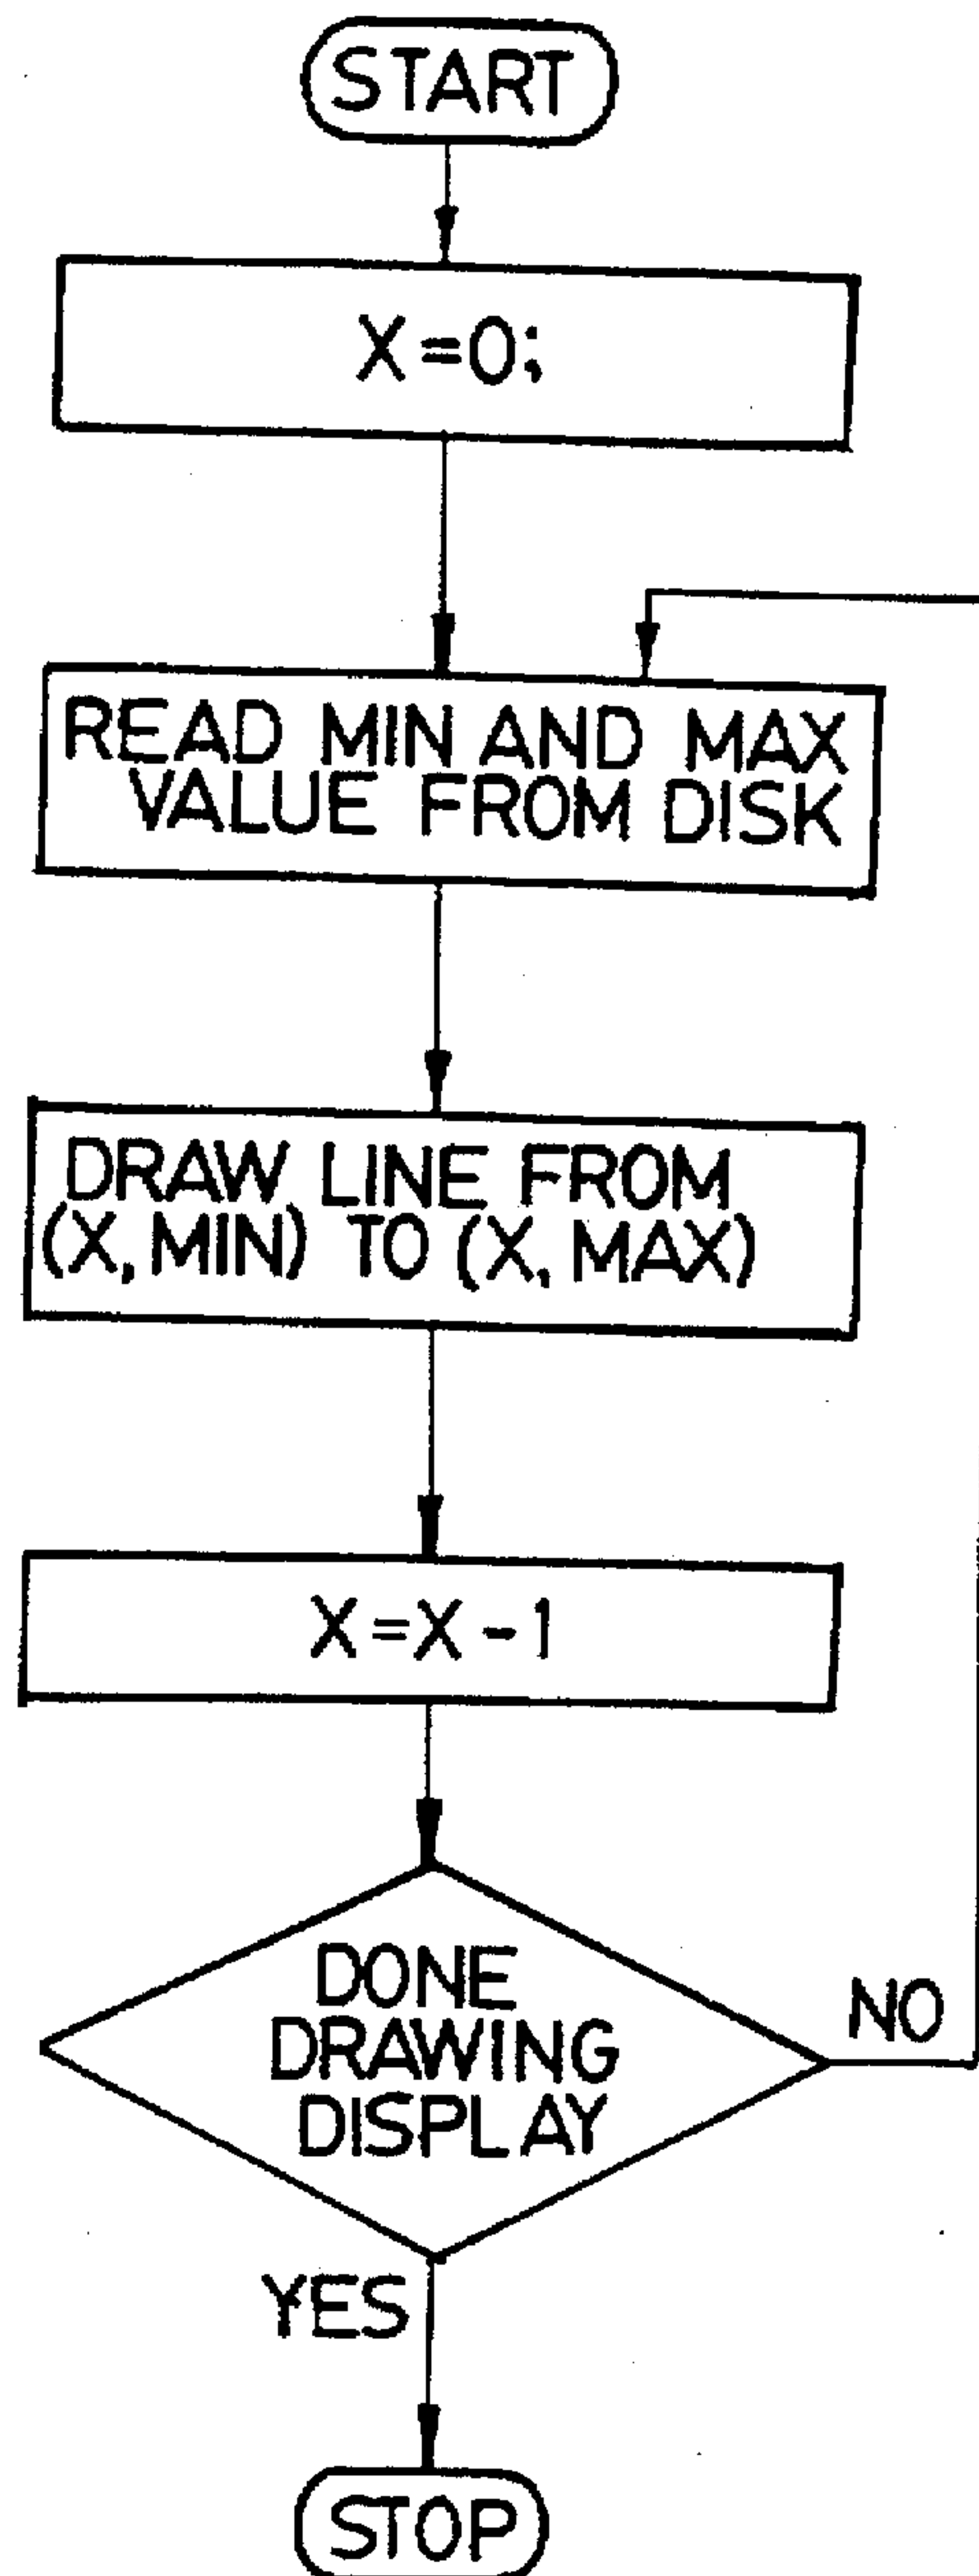 START
X=0;
READ MIN AND MAX
VALUE FROM DISK
DRAW LINE FROM
(X, MIN) TO (X, MAX)
X=X-1
DONE
DRAWING
DISPLAY
NO
YES
STOP